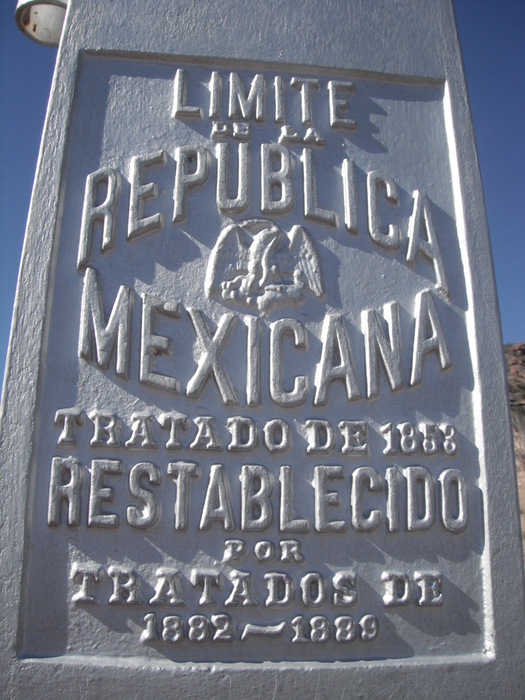 LIMITE
DE LA
REPUBLICA
MEXICANA
TRATADO DE 1853
RESTABLECIDO
POR
TRATADOS DE
1882-1889